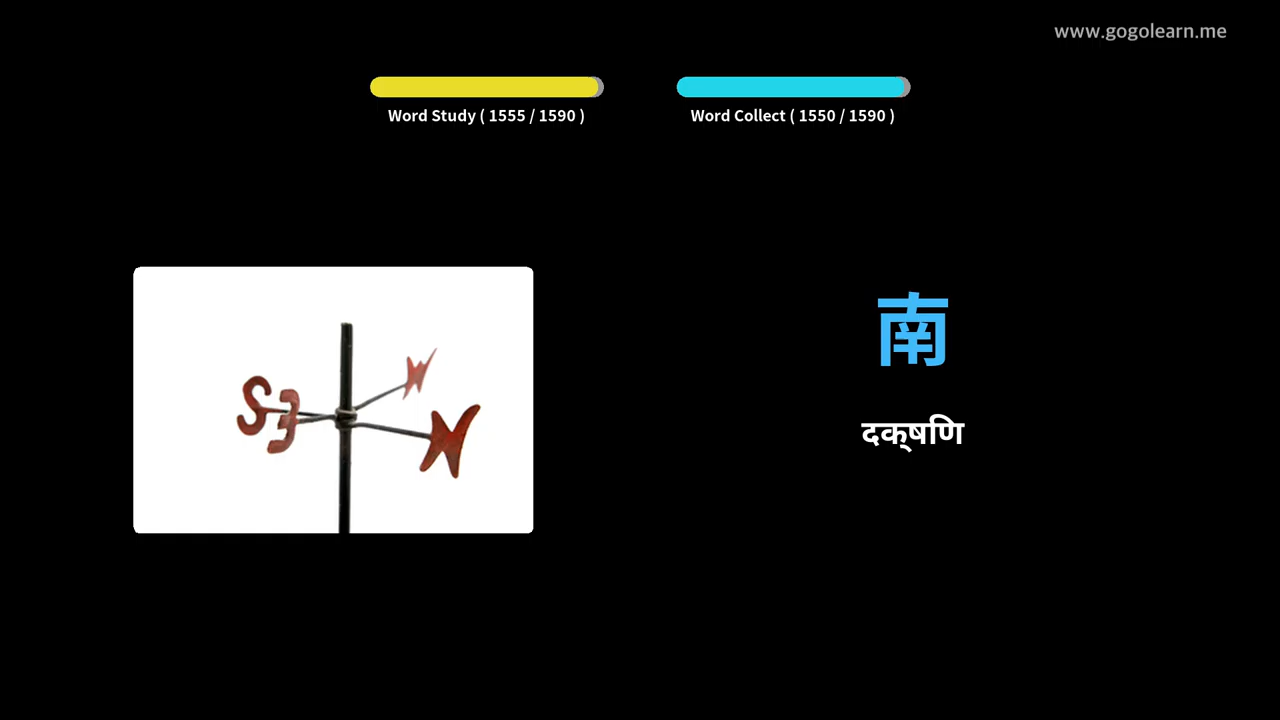 www.gogolearn.me
Word Study ( 1555 / 1590 )
Word Collect ( 1550 / 1590 )
南
दक्षणि
S
E
W
N